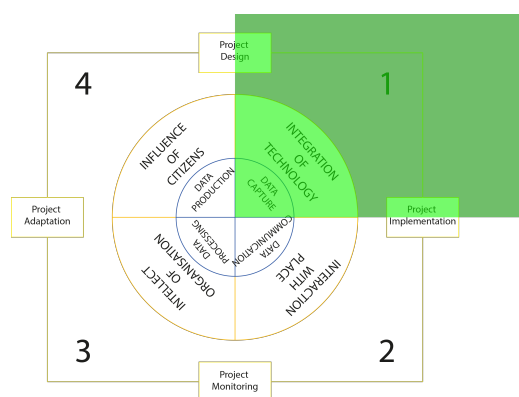 Project
Design
4
1
INFLUENCE
OF
CITIZENS
INTEGRATION
OF
TECHNOLOGY
DATA
PRODUCTION
DATA
CAPTURE
Project
Adaptation
Project
Implementation
DATA
PROCESSING
DATA
COMMUNICATION
INTELLECT
OF
ORGANISATION
INTERACTION
WITH
PLACE
3
2
Project
Monitoring